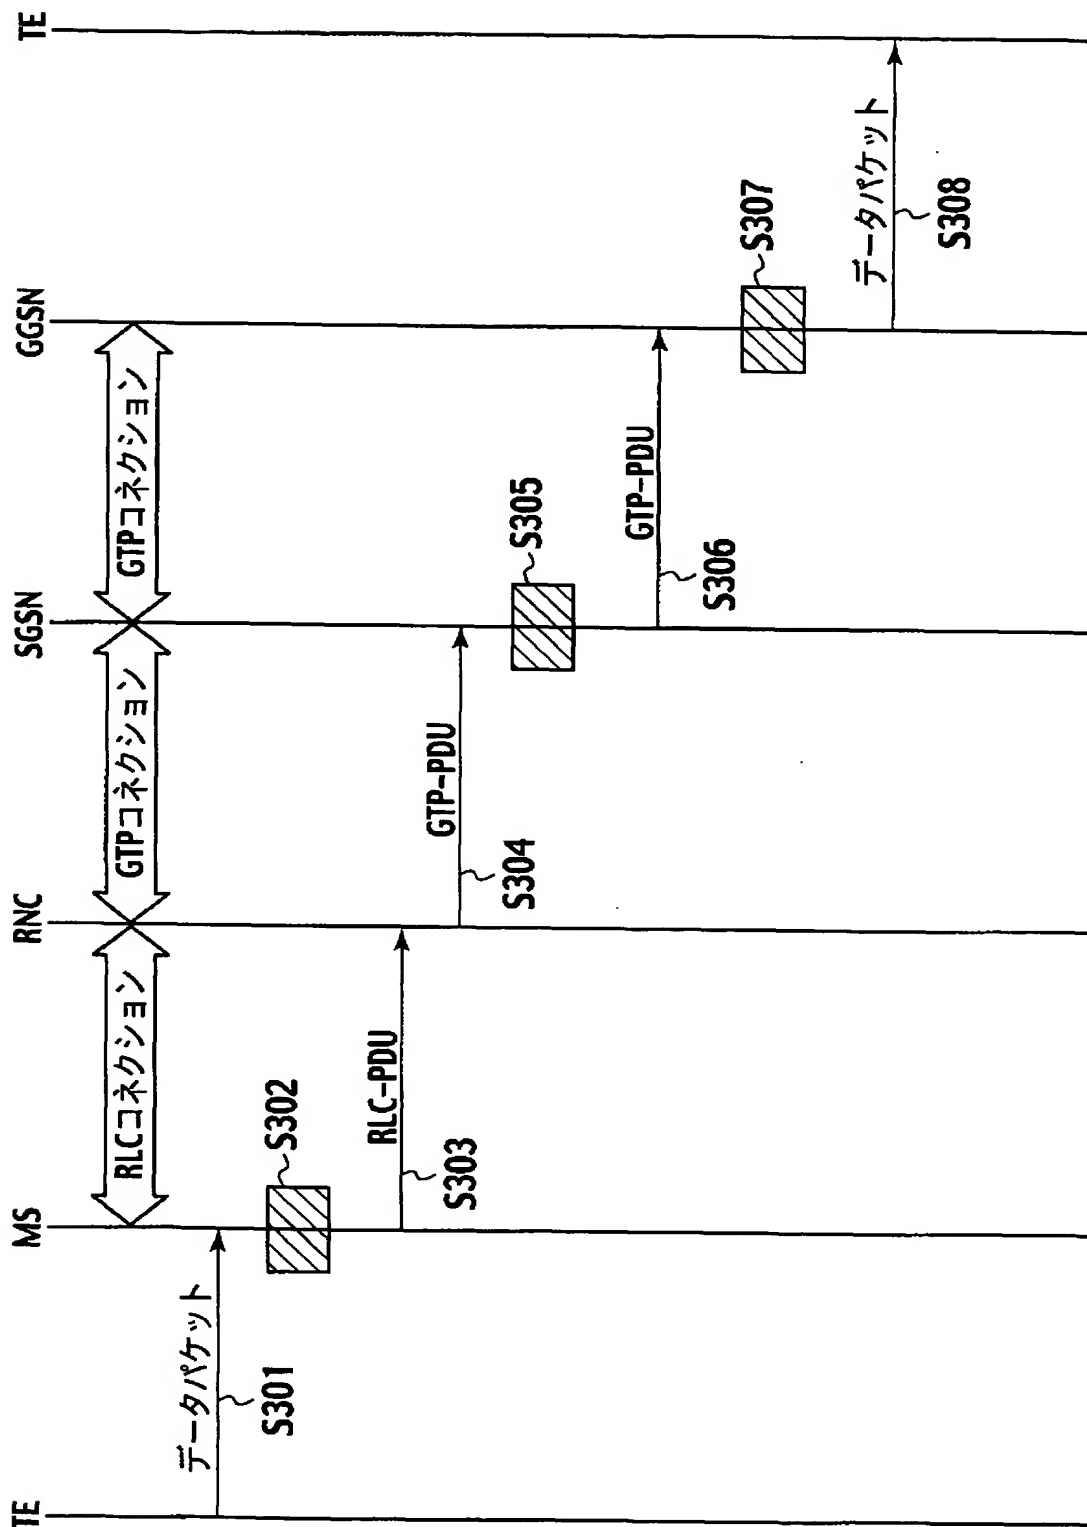 TE
MS
RNC
SGSN
GGSN
TE
RLCコネクション
GTPコネクション
GTPコネクション
データパケット
S301
S302
RLC-PDU
S303
GTP-PDU
S304
S305
GTP-PDU
S306
S307
データパケット
S308